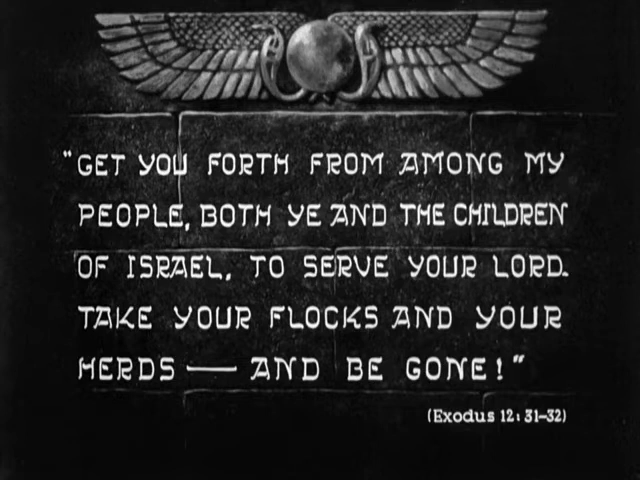 "GET YOU FORTH FROM AMONG MY
PEOPLE, BOTH YE AND THE CHILDREN
OF ISRAEL, TO SERVE YOUR LORD.
TAKE YOUR FLOCKS AND YOUR
HERDS — AND BE GONE!"
(Exodus 12:31-32)